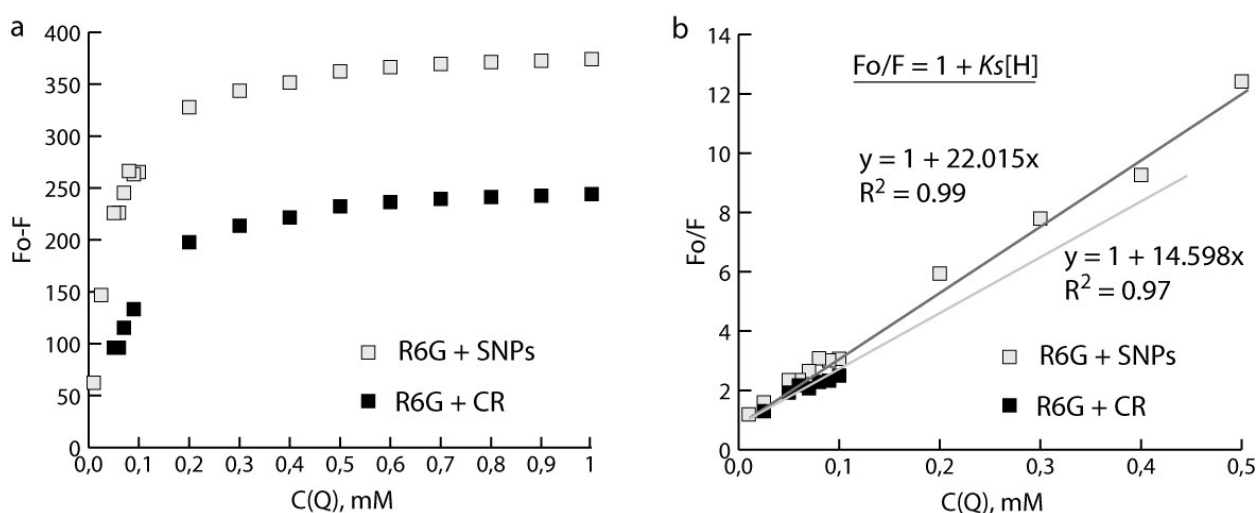 a
400
350
300
250
200
150
100
50
0
Fo-F
R6G + SNPs
R6G + CR
0,0 0,1 0,2 0,3 0,4 0,5 0,6 0,7 0,8 0,9 1
C(Q), mM
b
14
12
10
8
6
4
2
0
Fo/F
Fo/F = 1 + Ks[H]
y = 1 + 22.015x
R² = 0.99
y = 1 + 14.598x
R² = 0.97
R6G + SNPs
R6G + CR
0,0 0,1 0,2 0,3 0,4 0,5
C(Q), mM